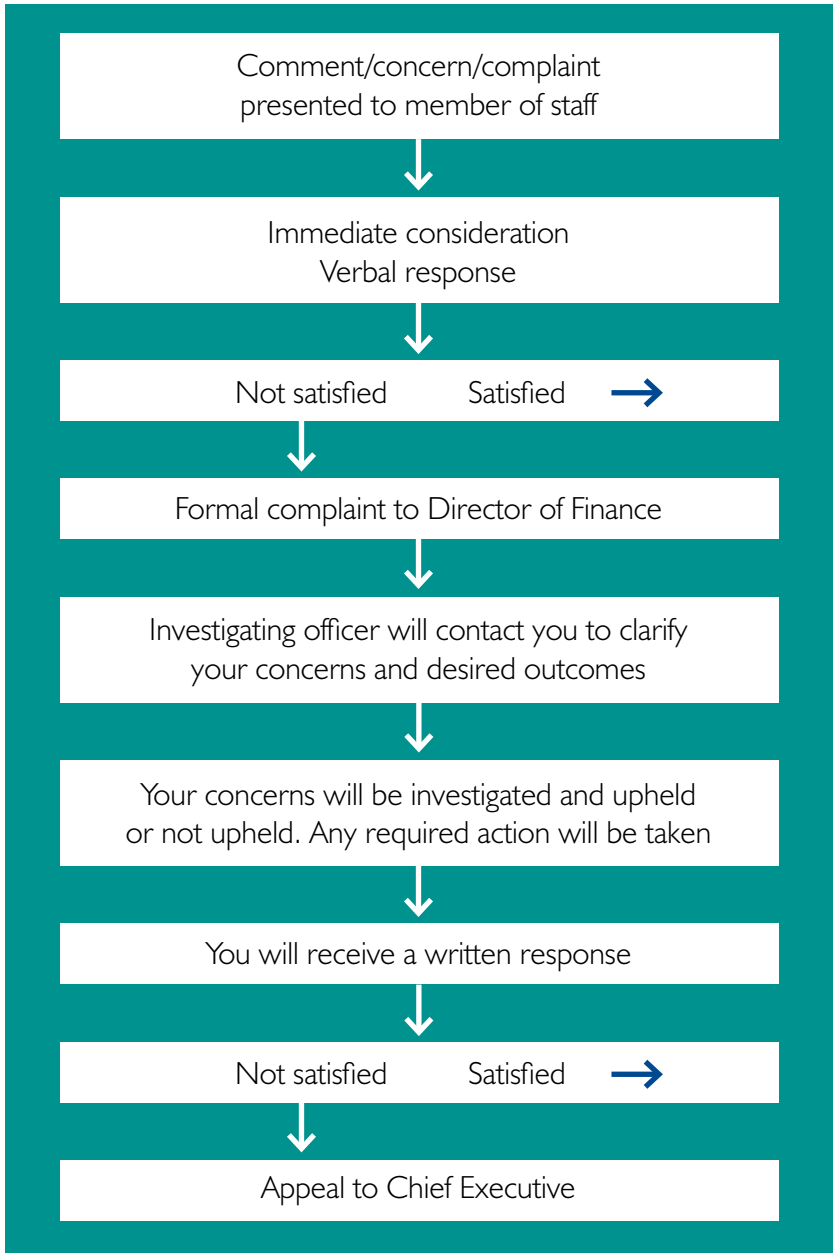 Comment/concern/complaint
presented to member of staff
Immediate consideration
Verbal response
Not satisfied Satisfied
Formal complaint to Director of Finance
Investigating officer will contact you to clarify
your concerns and desired outcomes
Your concerns will be investigated and upheld
or not upheld. Any required action will be taken
You will receive a written response
Not satisfied Satisfied
Appeal to Chief Executive